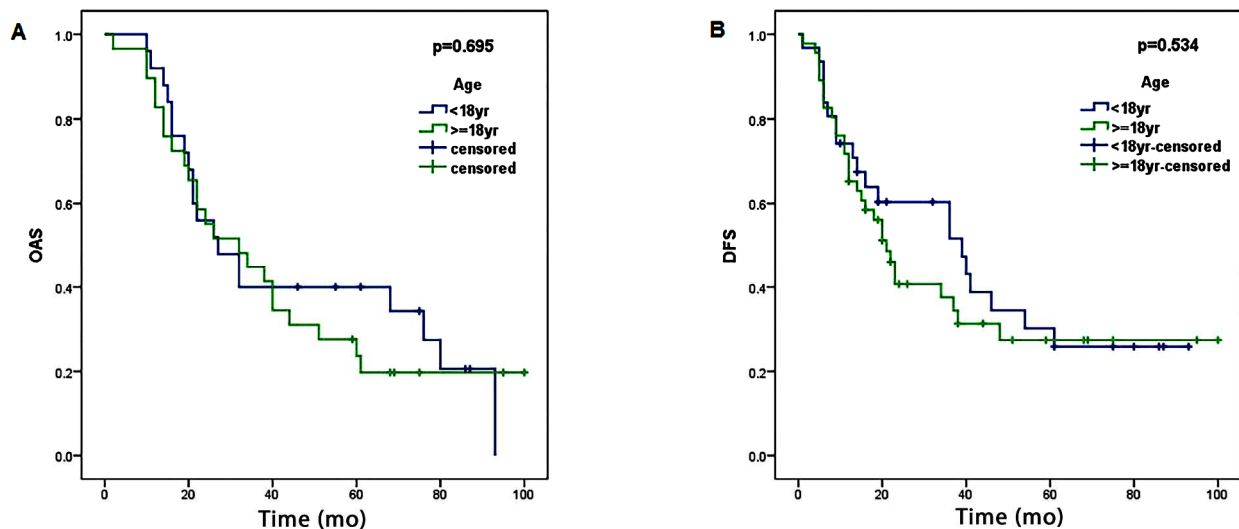 A
p=0.695
Age
<18yr
>=18yr
censored
censored
OAS
1.0
0.8
0.6
0.4
0.2
0.0
0 20 40 60 80 100
Time (mo)
B
p=0.534
Age
<18yr
>=18yr
<18yr-censored
>=18yr-censored
DFS
1.0
0.8
0.6
0.4
0.2
0.0
0 20 40 60 80 100
Time (mo)